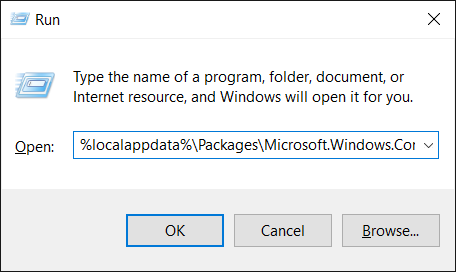 Run
Type the name of a program, folder, document, or
Internet resource, and Windows will open it for you.
Open: %localappdata%\Packages\Microsoft.Windows.Cor
OK Cancel Browse...